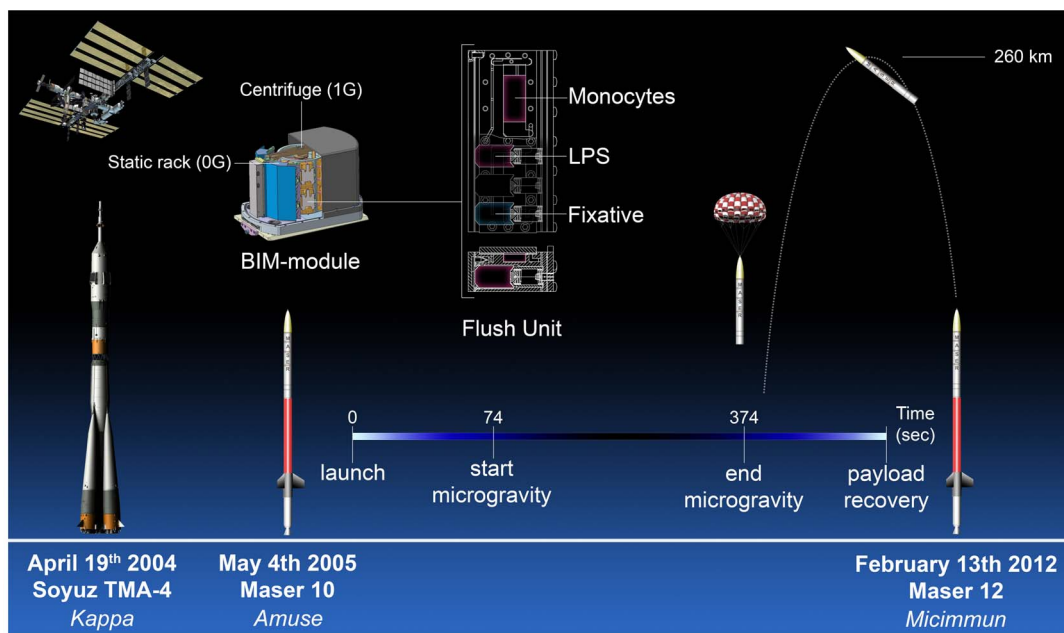 260 km
Centrifuge (1G)
Static rack (0G)
BIM-module
Monocytes
LPS
Fixative
Flush Unit
0
74
374
Time
(sec)
launch
start
microgravity
end
microgravity
payload
recovery
April 19th 2004
Soyuz TMA-4
Kappa
May 4th 2005
Maser 10
Amuse
February 13th 2012
Maser 12
Micimmun